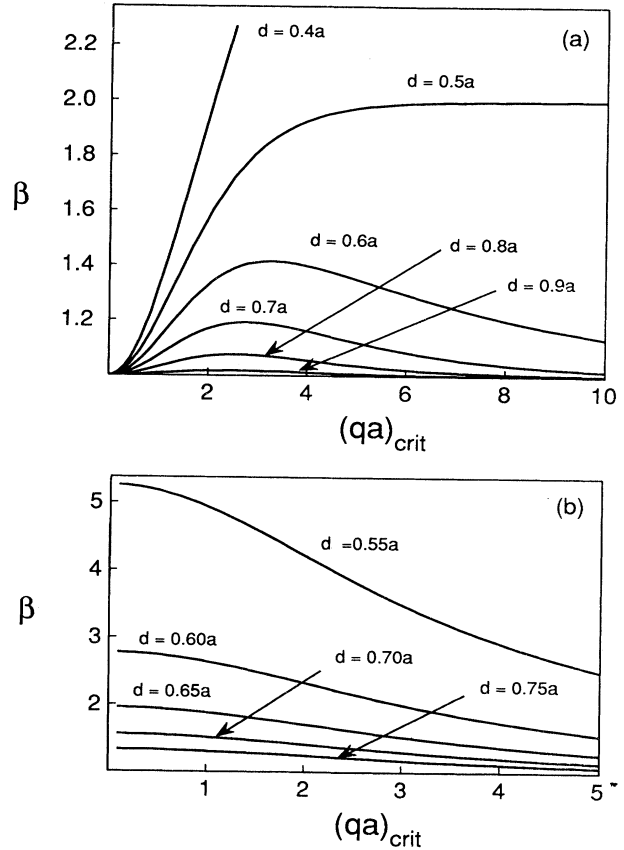 (a)
d = 0.4a
2.2
d = 0.5a
2.0
1.8
β
1.6
d = 0.6a
d = 0.8a
1.4
d = 0.9a
d = 0.7a
1.2
2 4 6 8 10
(qa)crit
(b)
5
d =0.55a
4
β
3
d = 0.60a
d = 0.70a
d = 0.65a
d = 0.75a
2
1 2 3 4 5
(qa)crit